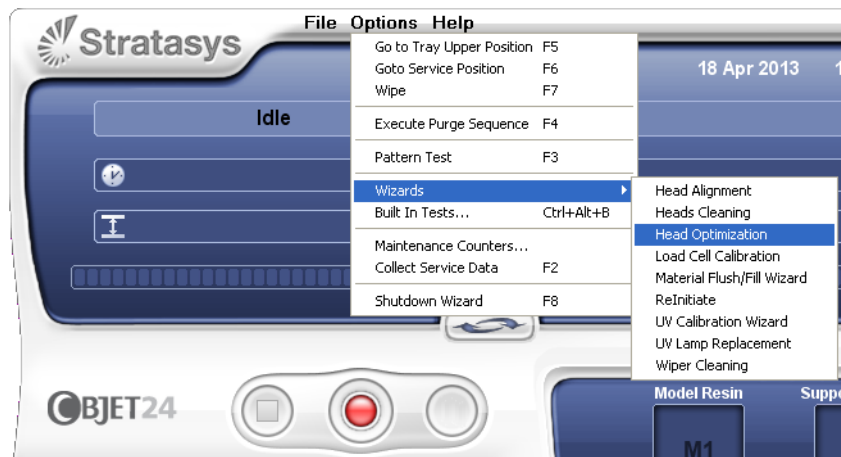 File Options Help
Stratasys
Go to Tray Upper Position F5
Goto Service Position F6
Wipe F7
18 Apr 2013
Idle
Execute Purge Sequence F4
Pattern Test F3
Wizards
Built In Tests... Ctrl+Alt+B
Maintenance Counters...
Collect Service Data F2
Shutdown Wizard F8
Head Alignment
Heads Cleaning
Head Optimization
Load Cell Calibration
Material Flush/Fill Wizard
ReInitiate
UV Calibration Wizard
UV Lamp Replacement
Wiper Cleaning
OBJET24
Model Resin
M1